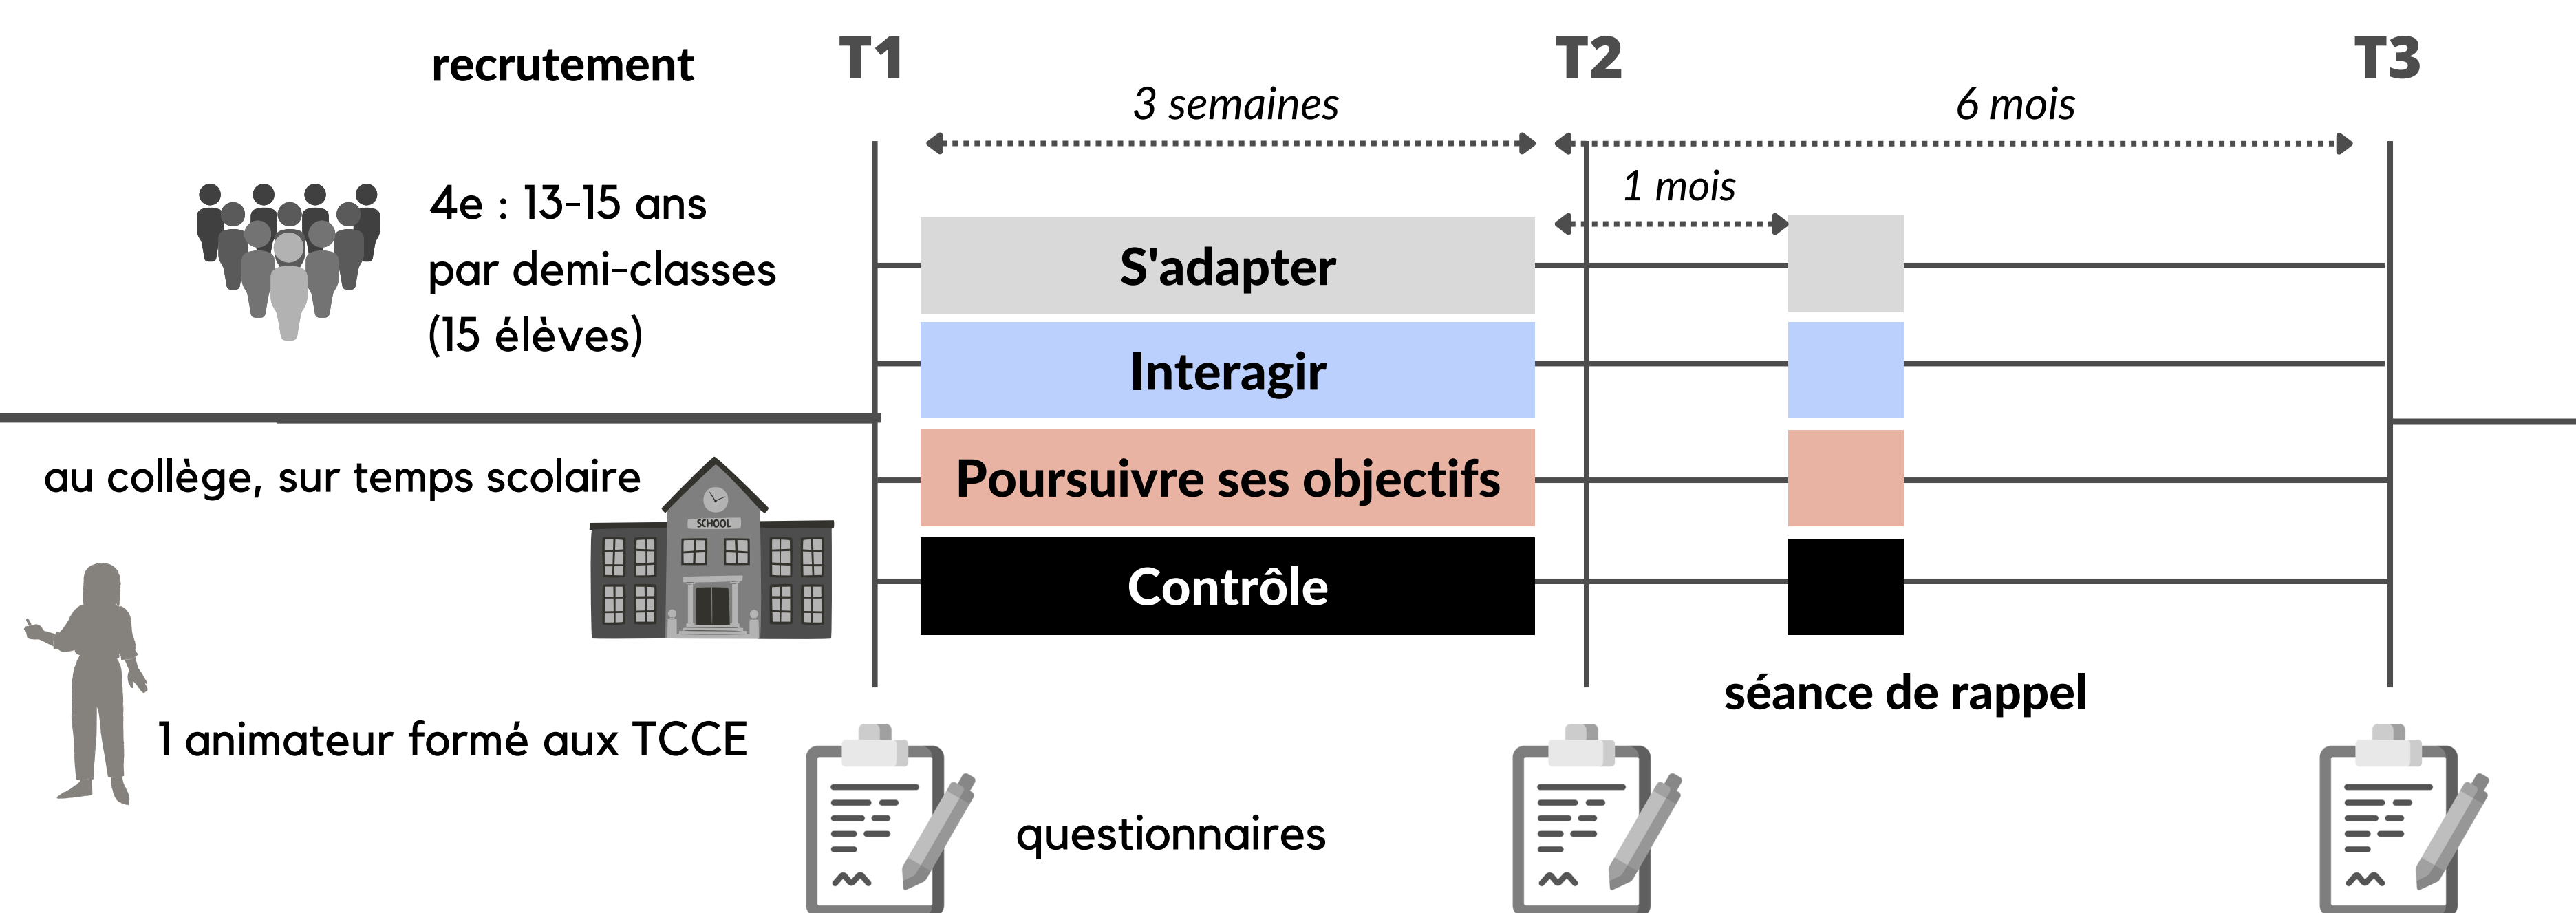 recrutement
T1
T2
T3
3 semaines
6 mois
1 mois
4e : 13-15 ans
par demi-classes
(15 élèves)
S'adapter
Interagir
Poursuivre ses objectifs
Contrôle
au collège, sur temps scolaire
SCHOOL
1 animateur formé aux TCCE
séance de rappel
questionnaires